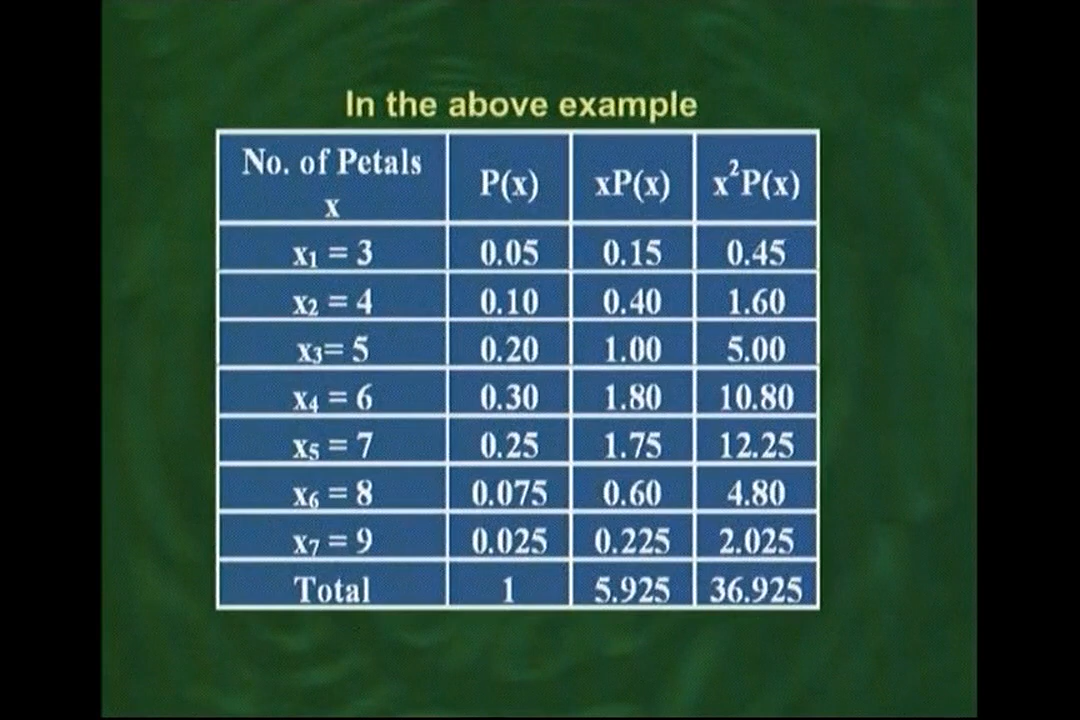 In the above example
No. of Petals x P(x) xP(x) x²P(x)
x₁ = 3 0.05 0.15 0.45
x₂ = 4 0.10 0.40 1.60
x₃= 5 0.20 1.00 5.00
x₄ = 6 0.30 1.80 10.80
x₅ = 7 0.25 1.75 12.25
x₆ = 8 0.075 0.60 4.80
x₇ = 9 0.025 0.225 2.025
Total 1 5.925 36.925